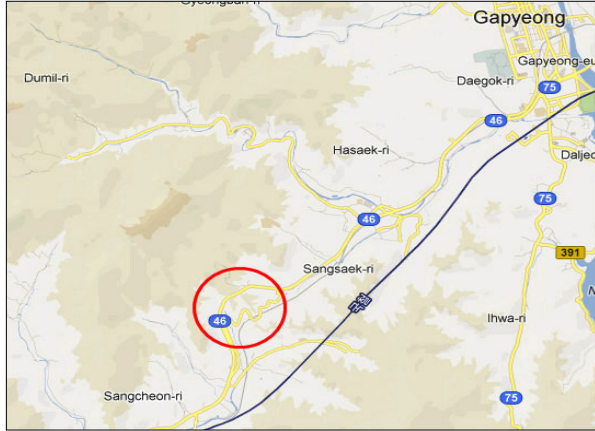 Gapyeong
Dumil-ri
Daegok-ri
Gapyeong-eu
75
46
Hasaek-ri
Daljeo
75
46
391
Sangsaek-ri
46
Ihwa-ri
Sangcheon-ri
75